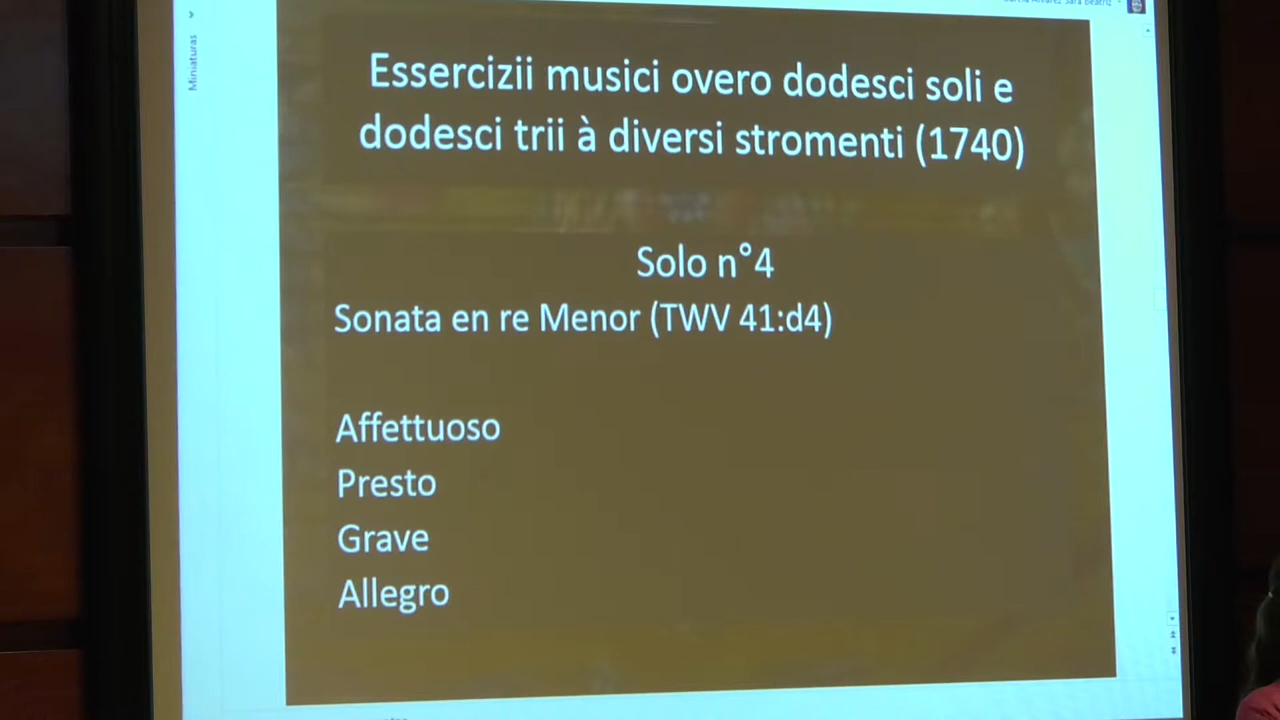 Miniaturas
Essercizii musici overo dodesci soli e
dodesci trii à diversi stromenti (1740)
Solo n°4
Sonata en re Menor (TWV 41:d4)
Affettuoso
Presto
Grave
Allegro